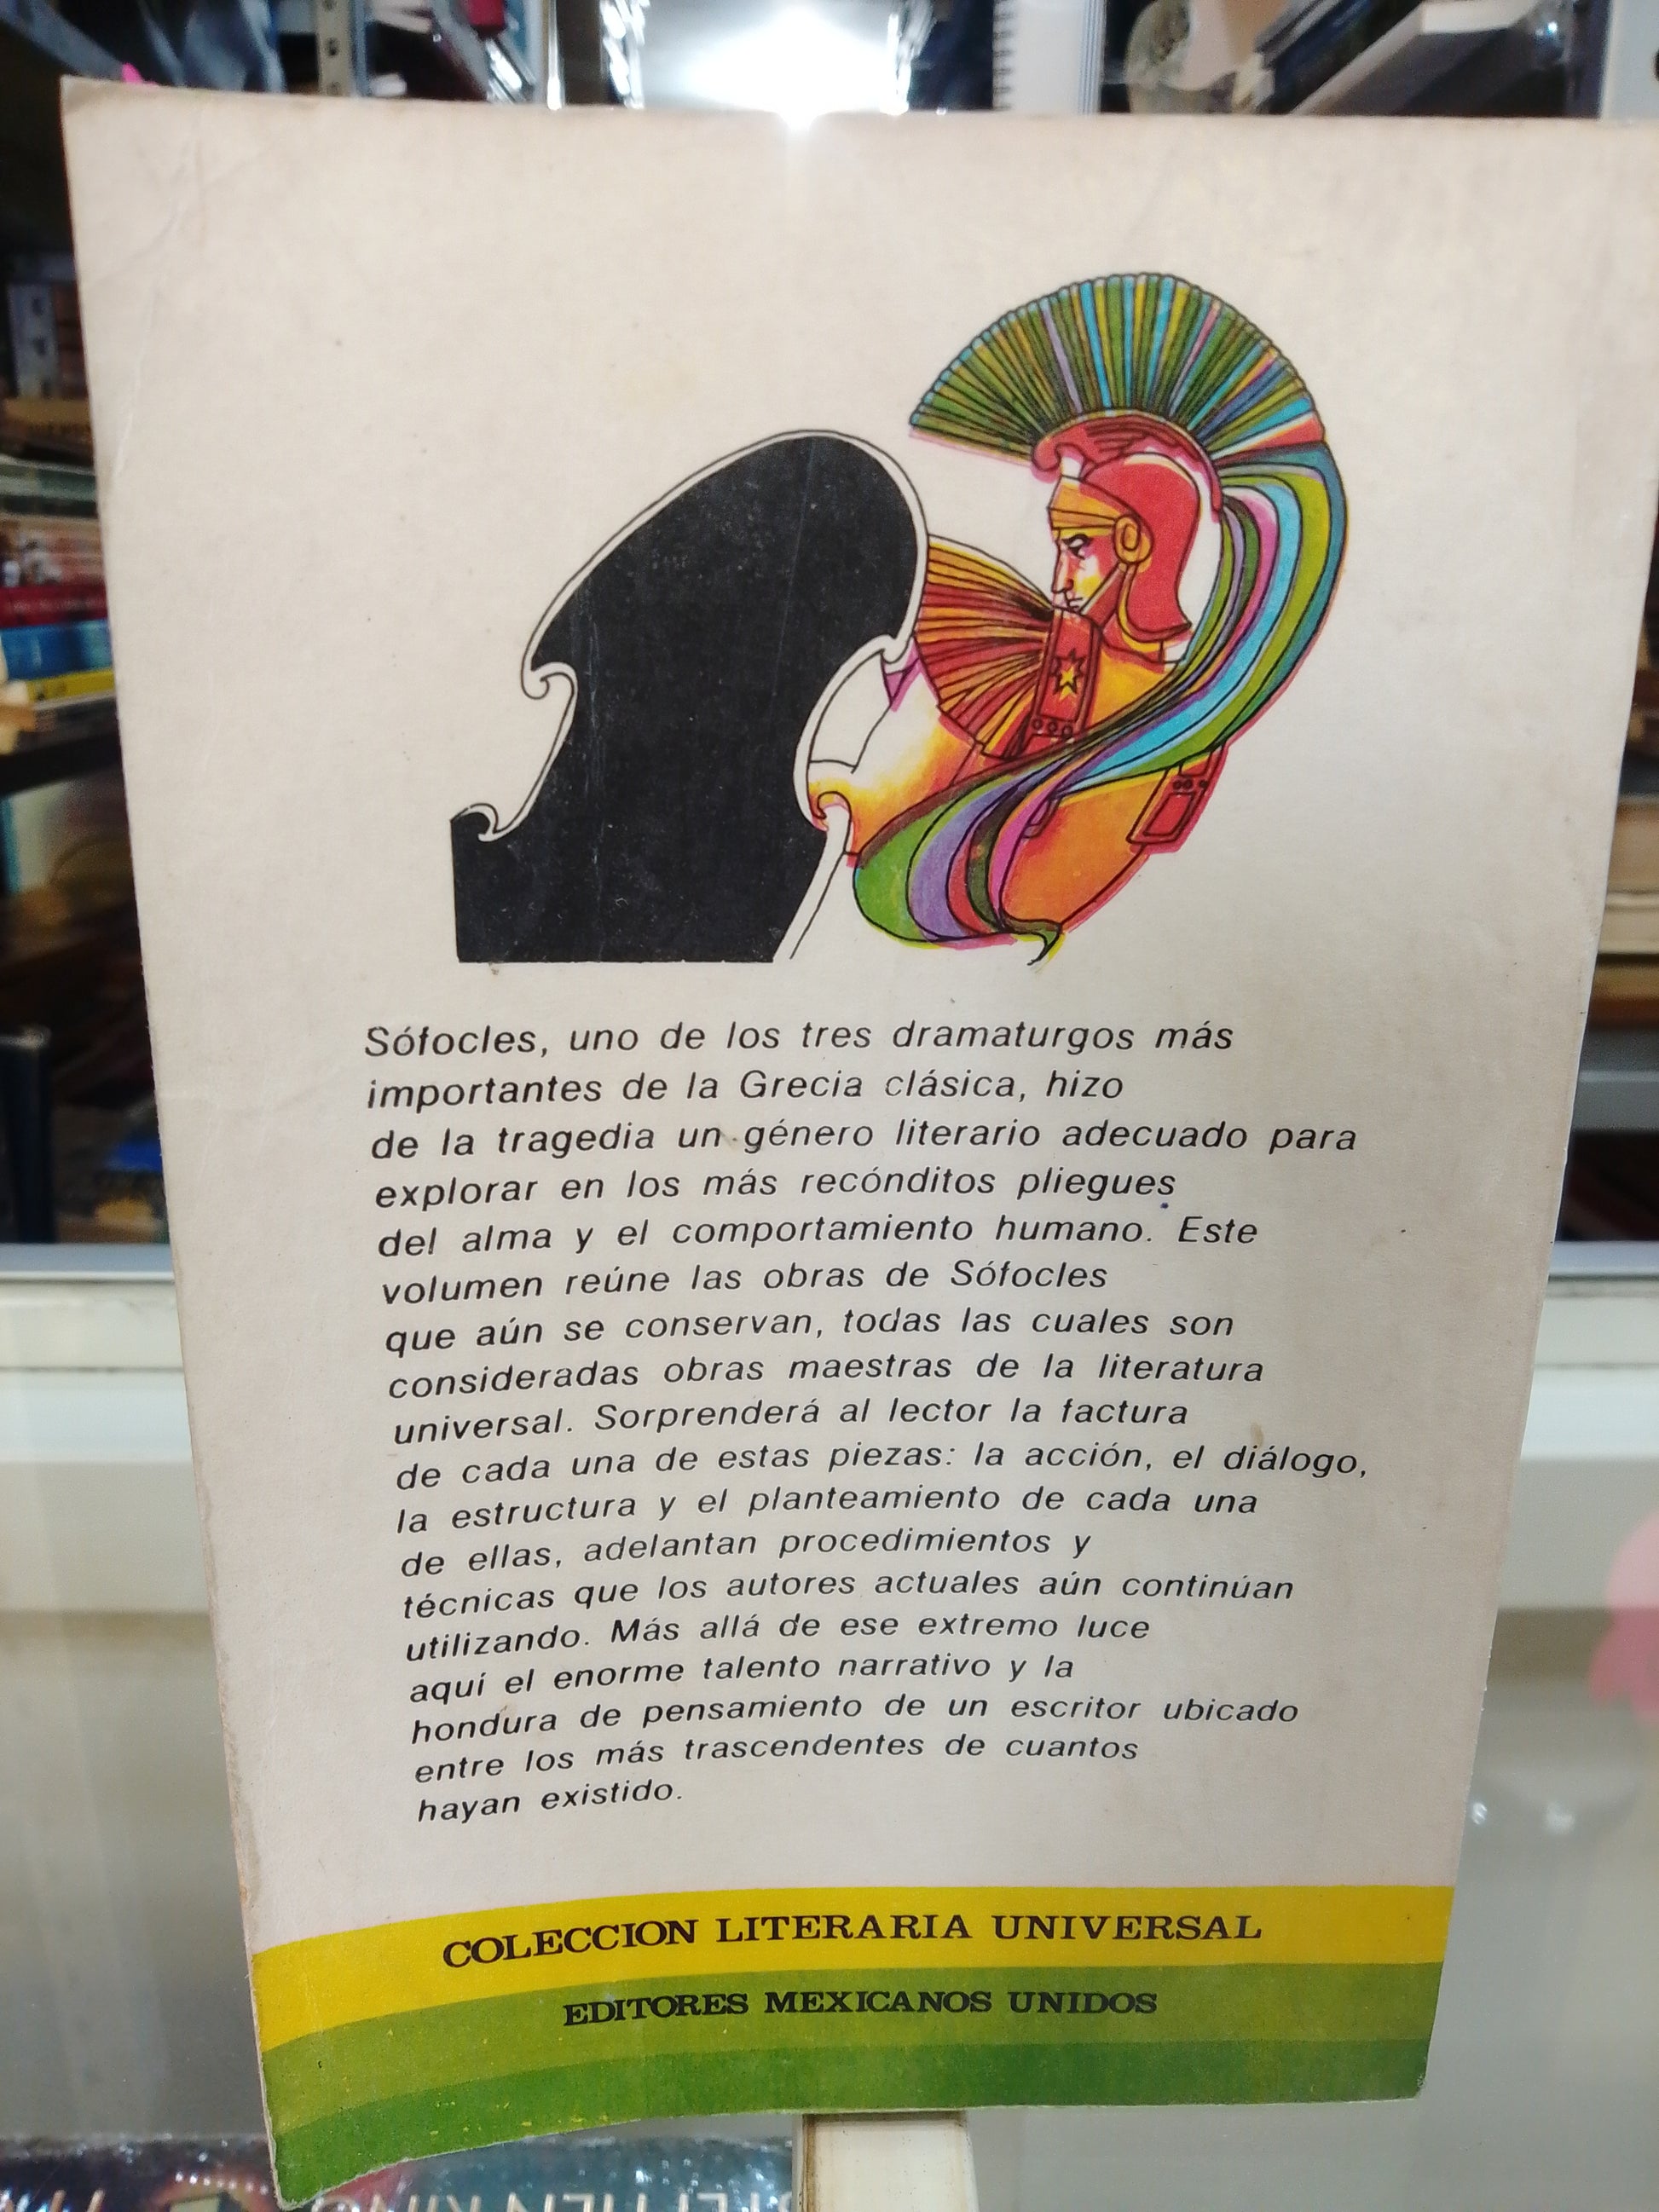 Sófocles, uno de los tres dramaturgos más
importantes de la Grecia clásica, hizo
de la tragedia un género literario adecuado para
explorar en los más recónditos pliegues
del alma y el comportamiento humano. Este
volumen reúne las obras de Sófocles
que aún se conservan, todas las cuales son
consideradas obras maestras de la literatura
universal. Sorprenderá al lector la factura
de cada una de estas piezas: la acción, el diálogo,
la estructura y el planteamiento de cada una
de ellas, adelantan procedimientos y
técnicas que los autores actuales aún continúan
utilizando. Más allá de ese extremo luce
aquí el enorme talento narrativo y la
hondura de pensamiento de un escritor ubicado
entre los más trascendentes de cuantos
hayan existido.
COLECCION LITERARIA UNIVERSAL
EDITORES MEXICANOS UNIDOS
STEPHEN KING